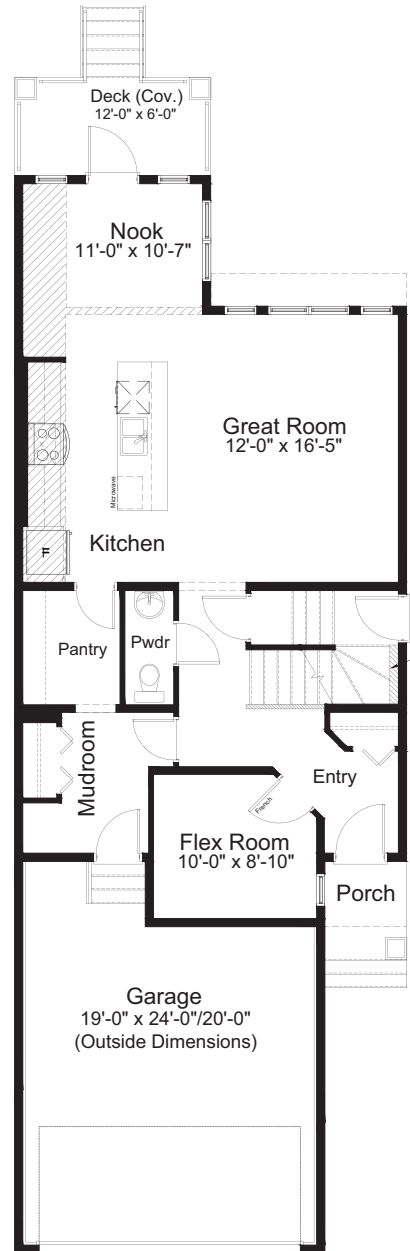 Deck (Cov.)
12'-0" x 6'-0"
Nook
11'-0" x 10'-7"
Great Room
12'-0" x 16'-5"
Microwave
F
Kitchen
Pantry
Pwdr
Mudroom
Entry
French
Flex Room
10'-0" x 8'-10"
Porch
Garage
19'-0" x 24'-0"/20'-0"
(Outside Dimensions)